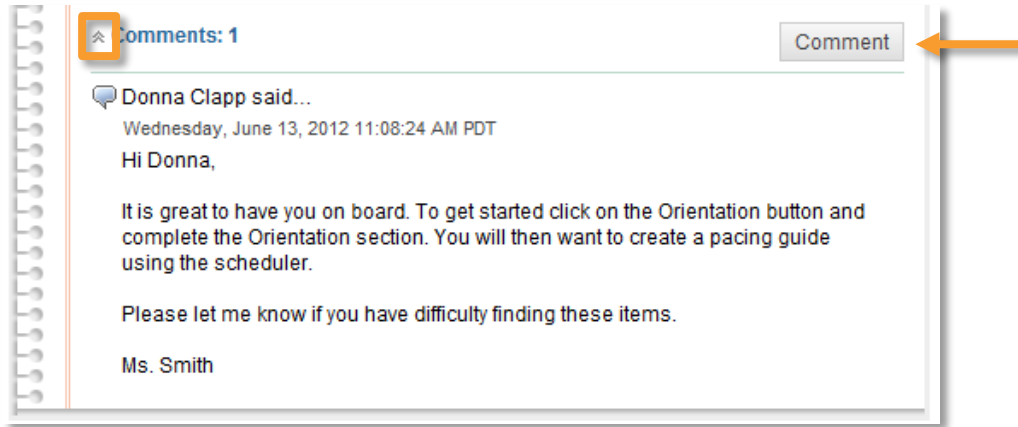 Comments: 1
Comment
Donna Clapp said...
Wednesday, June 13, 2012 11:08:24 AM PDT
Hi Donna,
It is great to have you on board. To get started click on the Orientation button and
complete the Orientation section. You will then want to create a pacing guide
using the scheduler.
Please let me know if you have difficulty finding these items.
Ms. Smith